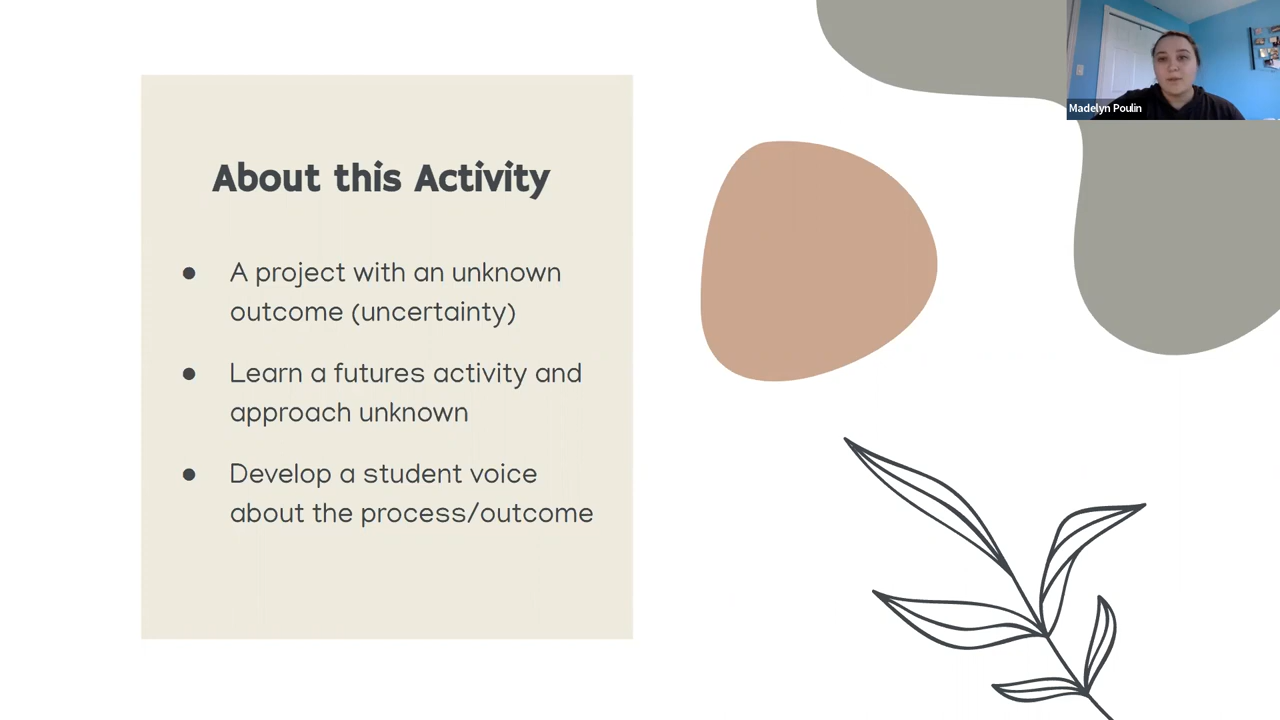 Madelyn Poulin
About this Activity
● A project with an unknown
outcome (uncertainty)
● Learn a futures activity and
approach unknown
● Develop a student voice
about the process/outcome